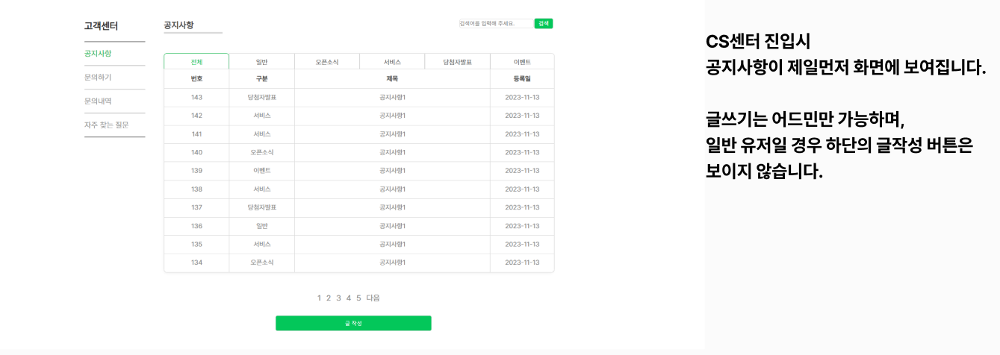 고객센터
공지사항
문의하기
문의내역
자주 찾는 질문
공지사항
검색어를 입력해 주세요. 검색
전체 일반 오픈소식 서비스 당첨자발표 이벤트
번호 구분 제목 등록일
143 당첨자발표 공지사항1 2023-11-13
142 서비스 공지사항1 2023-11-13
141 서비스 공지사항1 2023-11-13
140 오픈소식 공지사항1 2023-11-13
139 이벤트 공지사항1 2023-11-13
138 서비스 공지사항1 2023-11-13
137 당첨자발표 공지사항1 2023-11-13
136 일반 공지사항1 2023-11-13
135 서비스 공지사항1 2023-11-13
134 오픈소식 공지사항1 2023-11-13
1 2 3 4 5 다음
글 작성
CS센터 진입시
공지사항이 제일먼저 화면에 보여집니다.
글쓰기는 어드민만 가능하며,
일반 유저일 경우 하단의 글작성 버튼은
보이지 않습니다.